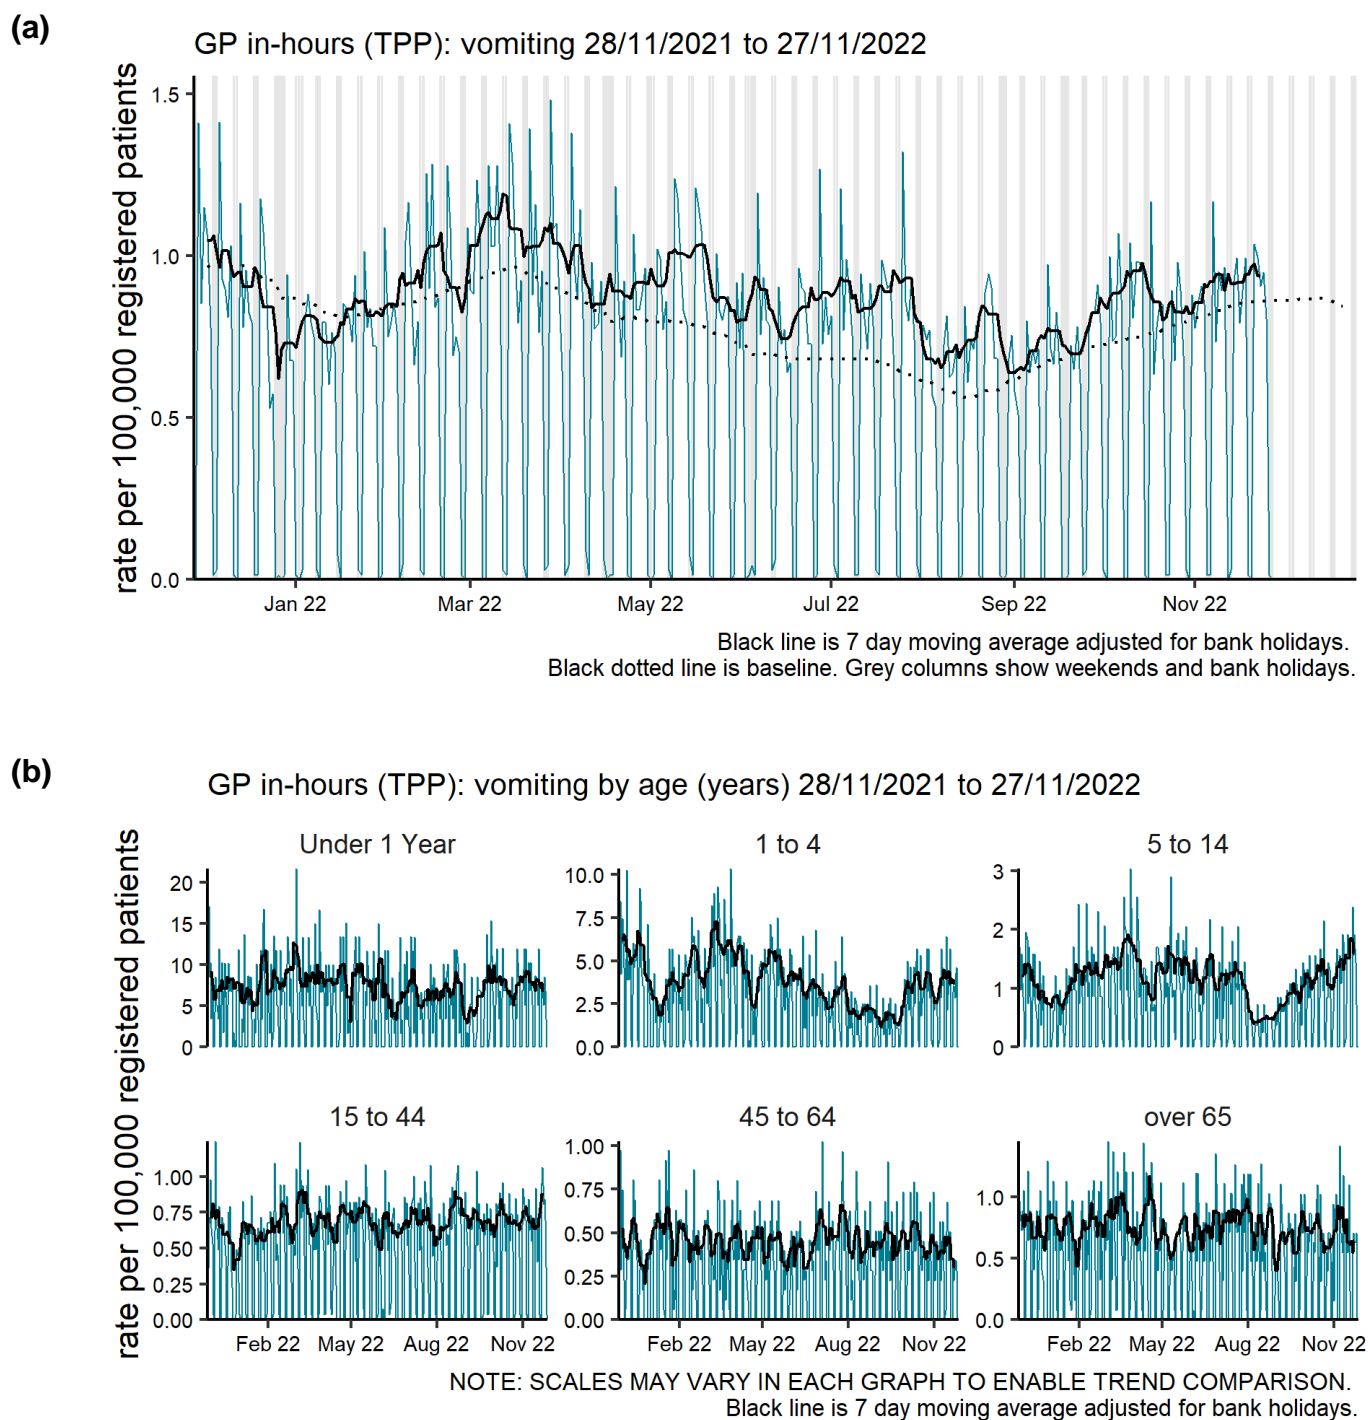 (a)
GP in-hours (TPP): vomiting 28/11/2021 to 27/11/2022
rate per 100,000 registered patients
1.5
1.0
0.5
0.0
Jan 22 Mar 22 May 22 Jul 22 Sep 22 Nov 22
Black line is 7 day moving average adjusted for bank holidays.
Black dotted line is baseline. Grey columns show weekends and bank holidays.
(b)
GP in-hours (TPP): vomiting by age (years) 28/11/2021 to 27/11/2022
rate per 100,000 registered patients
Under 1 Year
20
15
10
5
0
1 to 4
10.0
7.5
5.0
2.5
0.0
5 to 14
3
2
1
0
15 to 44
1.00
0.75
0.50
0.25
0.00
Feb 22 May 22 Aug 22 Nov 22
45 to 64
1.00
0.75
0.50
0.25
0.00
Feb 22 May 22 Aug 22 Nov 22
over 65
1.0
0.5
0.0
Feb 22 May 22 Aug 22 Nov 22
NOTE: SCALES MAY VARY IN EACH GRAPH TO ENABLE TREND COMPARISON.
Black line is 7 day moving average adjusted for bank holidays.